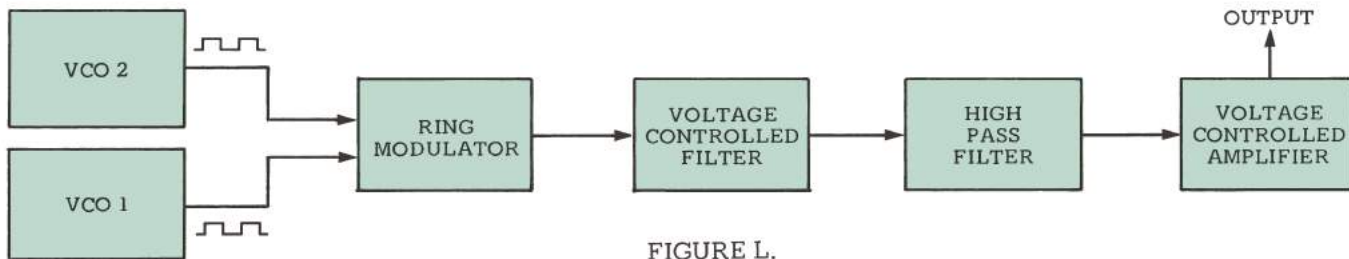 VCO 2
VCO 1
RING
MODULATOR
VOLTAGE
CONTROLLED
FILTER
HIGH
PASS
FILTER
OUTPUT
VOLTAGE
CONTROLLED
AMPLIFIER
FIGURE L.